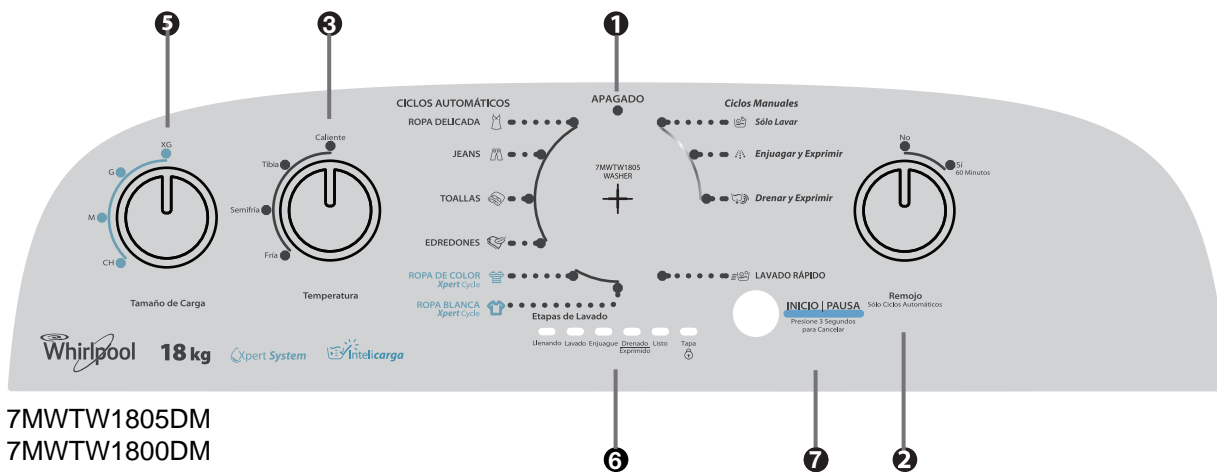 5
3
1
CICLOS AUTOMÁTICOS
APAGADO
Ciclos Manuales
ROPA DELICADA
JEANS
TOALLAS
EDREDONES
ROPA DE COLOR
Xpert Cycle
ROPA BLANCA
Xpert Cycle
7MWTW1805
WASHER
Sólo Lavar
Enjuagar y Exprimir
Drenar y Exprimir
LAVADO RÁPIDO
XG
G
M
CH
Tamaño de Carga
Caliente
Tibia
Semifría
Fría
Temperatura
No
Sí
60 Minutos
Remojo
Sólo Ciclos Automáticos
Etapas de Lavado
Llenando Lavado Enjuague Drenado Listo Tapa
Exprimido
INICIO | PAUSA
Presione 3 Segundos
para Cancelar
Whirlpool 18 kg Xpert System Intelicarga
7MWTW1805DM
7MWTW1800DM
6
7
2